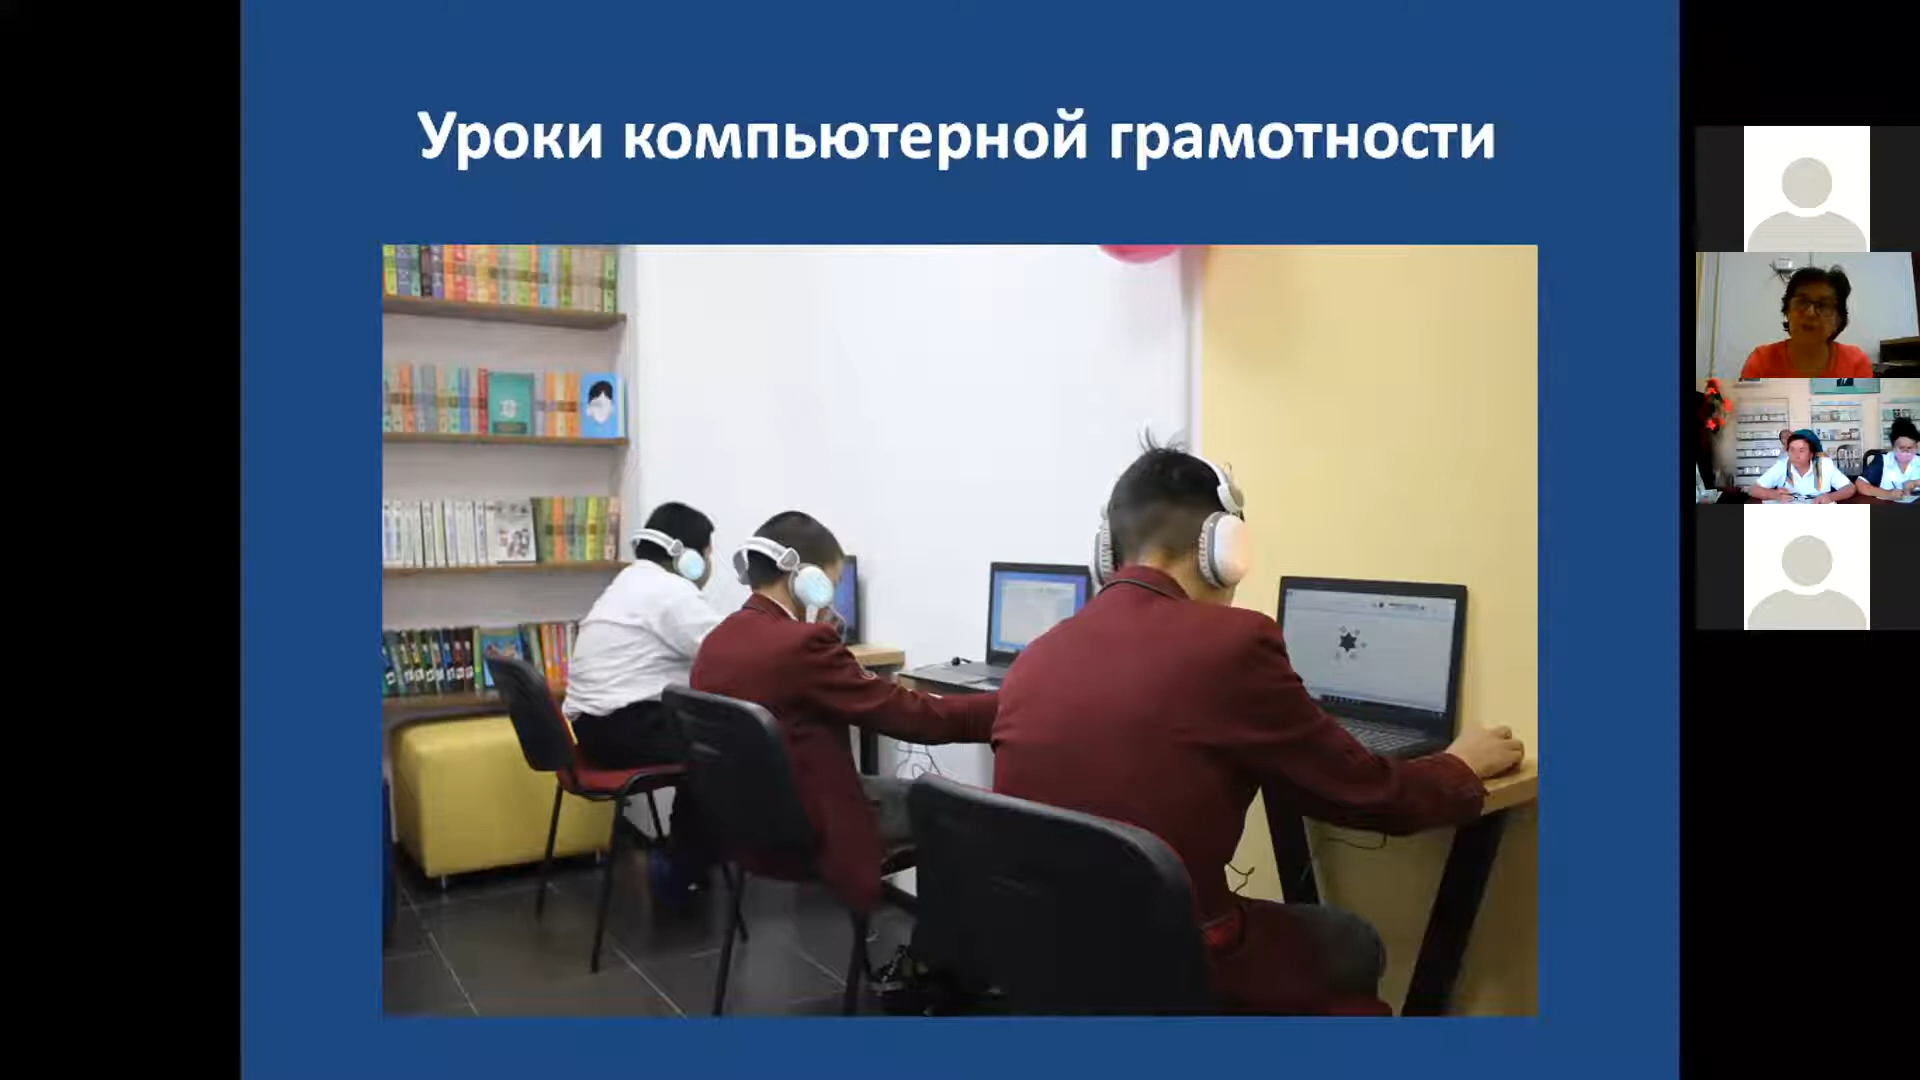 Уроки компьютерной грамотности